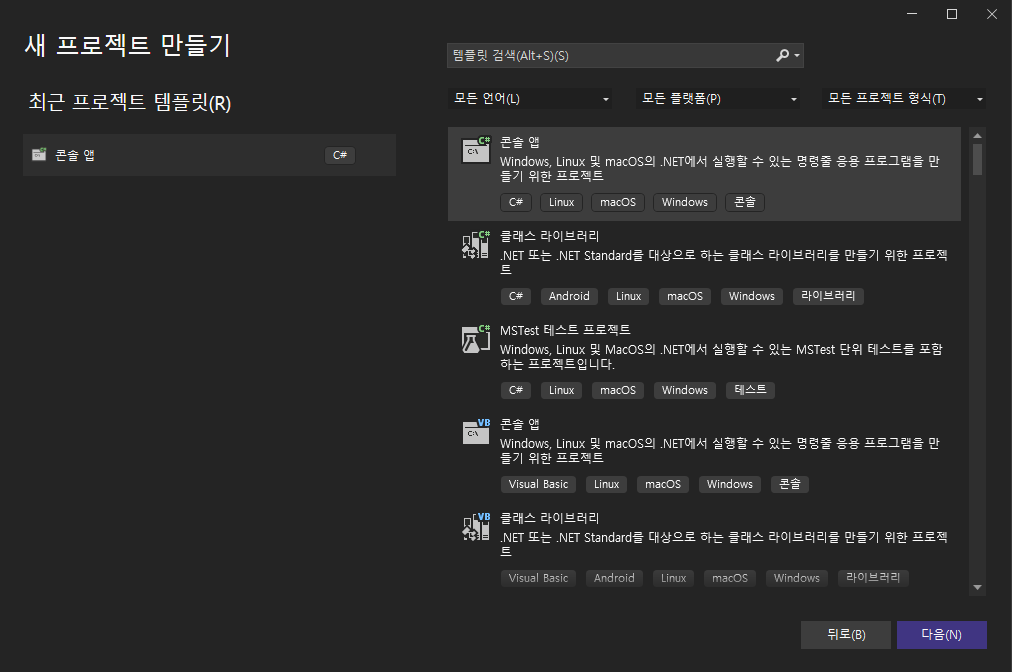 새 프로젝트 만들기
최근 프로젝트 템플릿(R)
콘솔 앱 C#
템플릿 검색(Alt+S)(S)
모든 언어(L) 모든 플랫폼(P) 모든 프로젝트 형식(T)
C#
C:\
콘솔 앱
Windows, Linux 및 macOS의 .NET에서 실행할 수 있는 명령줄 응용 프로그램을 만
들기 위한 프로젝트
C# Linux macOS Windows 콘솔
C#
클래스 라이브러리
.NET 또는 .NET Standard를 대상으로 하는 클래스 라이브러리를 만들기 위한 프로젝
트
C# Android Linux macOS Windows 라이브러리
C#
MSTest 테스트 프로젝트
Windows, Linux 및 MacOS의 .NET에서 실행할 수 있는 MSTest 단위 테스트를 포함
하는 프로젝트입니다.
C# Linux macOS Windows 테스트
VB
C:\
콘솔 앱
Windows, Linux 및 macOS의 .NET에서 실행할 수 있는 명령줄 응용 프로그램을 만
들기 위한 프로젝트
Visual Basic Linux macOS Windows 콘솔
VB
클래스 라이브러리
.NET 또는 .NET Standard를 대상으로 하는 클래스 라이브러리를 만들기 위한 프로젝
트
Visual Basic Android Linux macOS Windows 라이브러리
뒤로(B) 다음(N)